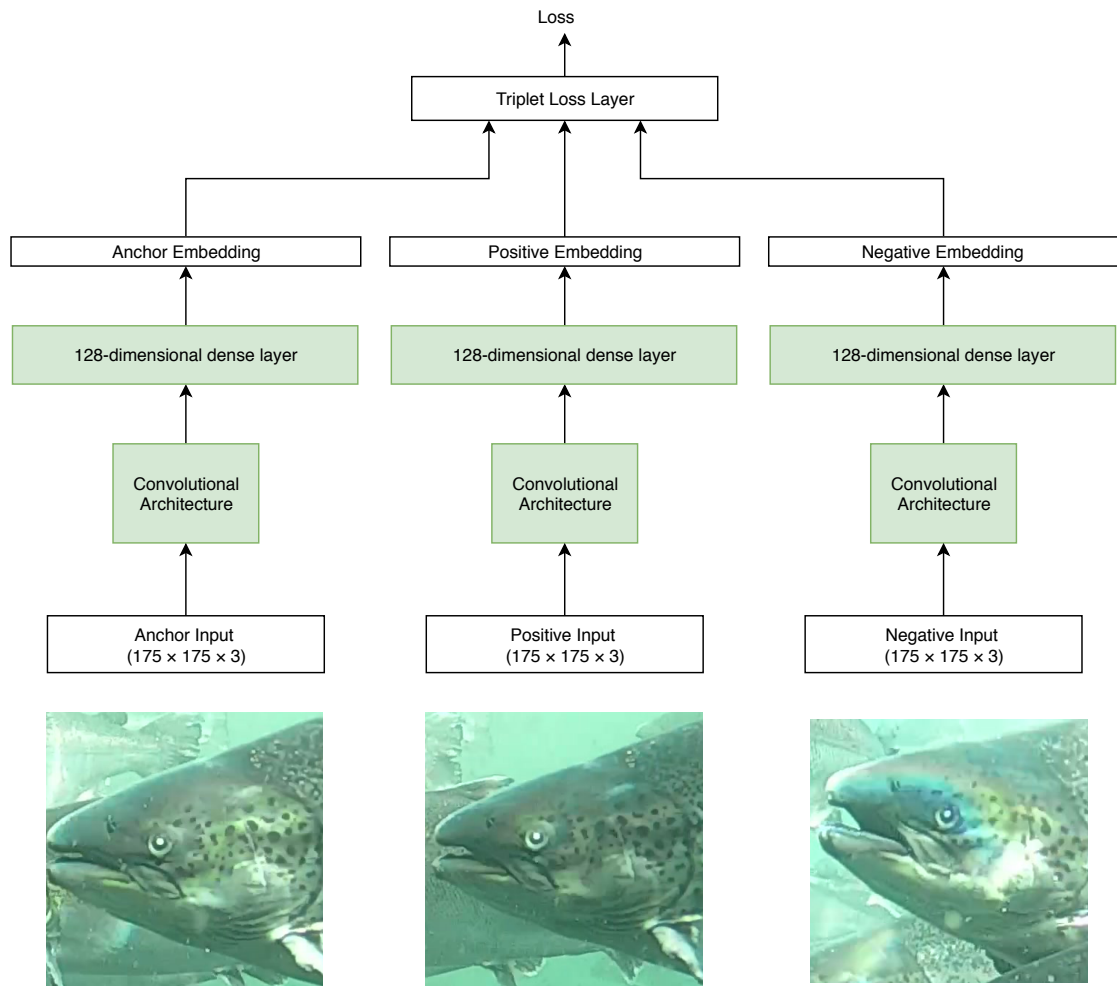 Loss
Triplet Loss Layer
Anchor Embedding
Positive Embedding
Negative Embedding
128-dimensional dense layer
128-dimensional dense layer
128-dimensional dense layer
Convolutional
Architecture
Convolutional
Architecture
Convolutional
Architecture
Anchor Input
(175 × 175 × 3)
Positive Input
(175 × 175 × 3)
Negative Input
(175 × 175 × 3)